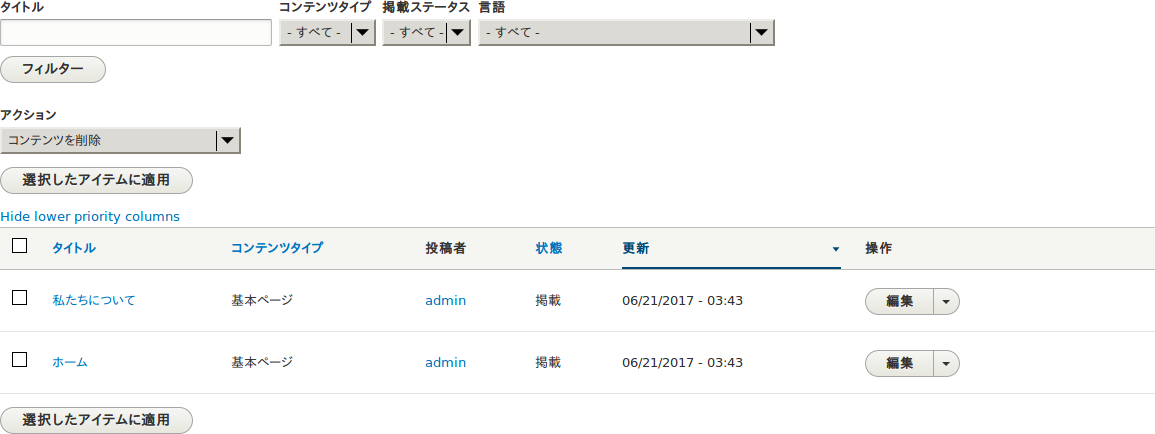 タイトル コンテンツタイプ 掲載ステータス 言語
- すべて - - すべて - - すべて -
フィルター
アクション
コンテンツを削除
選択したアイテムに適用
Hide lower priority columns
タイトル コンテンツタイプ 投稿者 状態 更新 操作
私たちについて 基本ページ admin 掲載 06/21/2017 - 03:43 編集
ホーム 基本ページ admin 掲載 06/21/2017 - 03:43 編集
選択したアイテムに適用